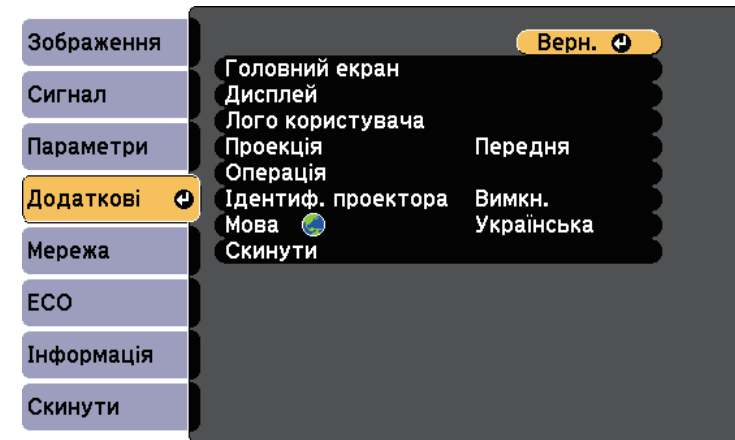 Зображення
Сигнал
Параметри
Додаткові
Мережа
ECO
Інформація
Скинути
Верн.
Головний екран
Дисплей
Лого користувача
Проекція Передня
Операція
Ідентиф. проектора Вимкн.
Мова Українська
Скинути